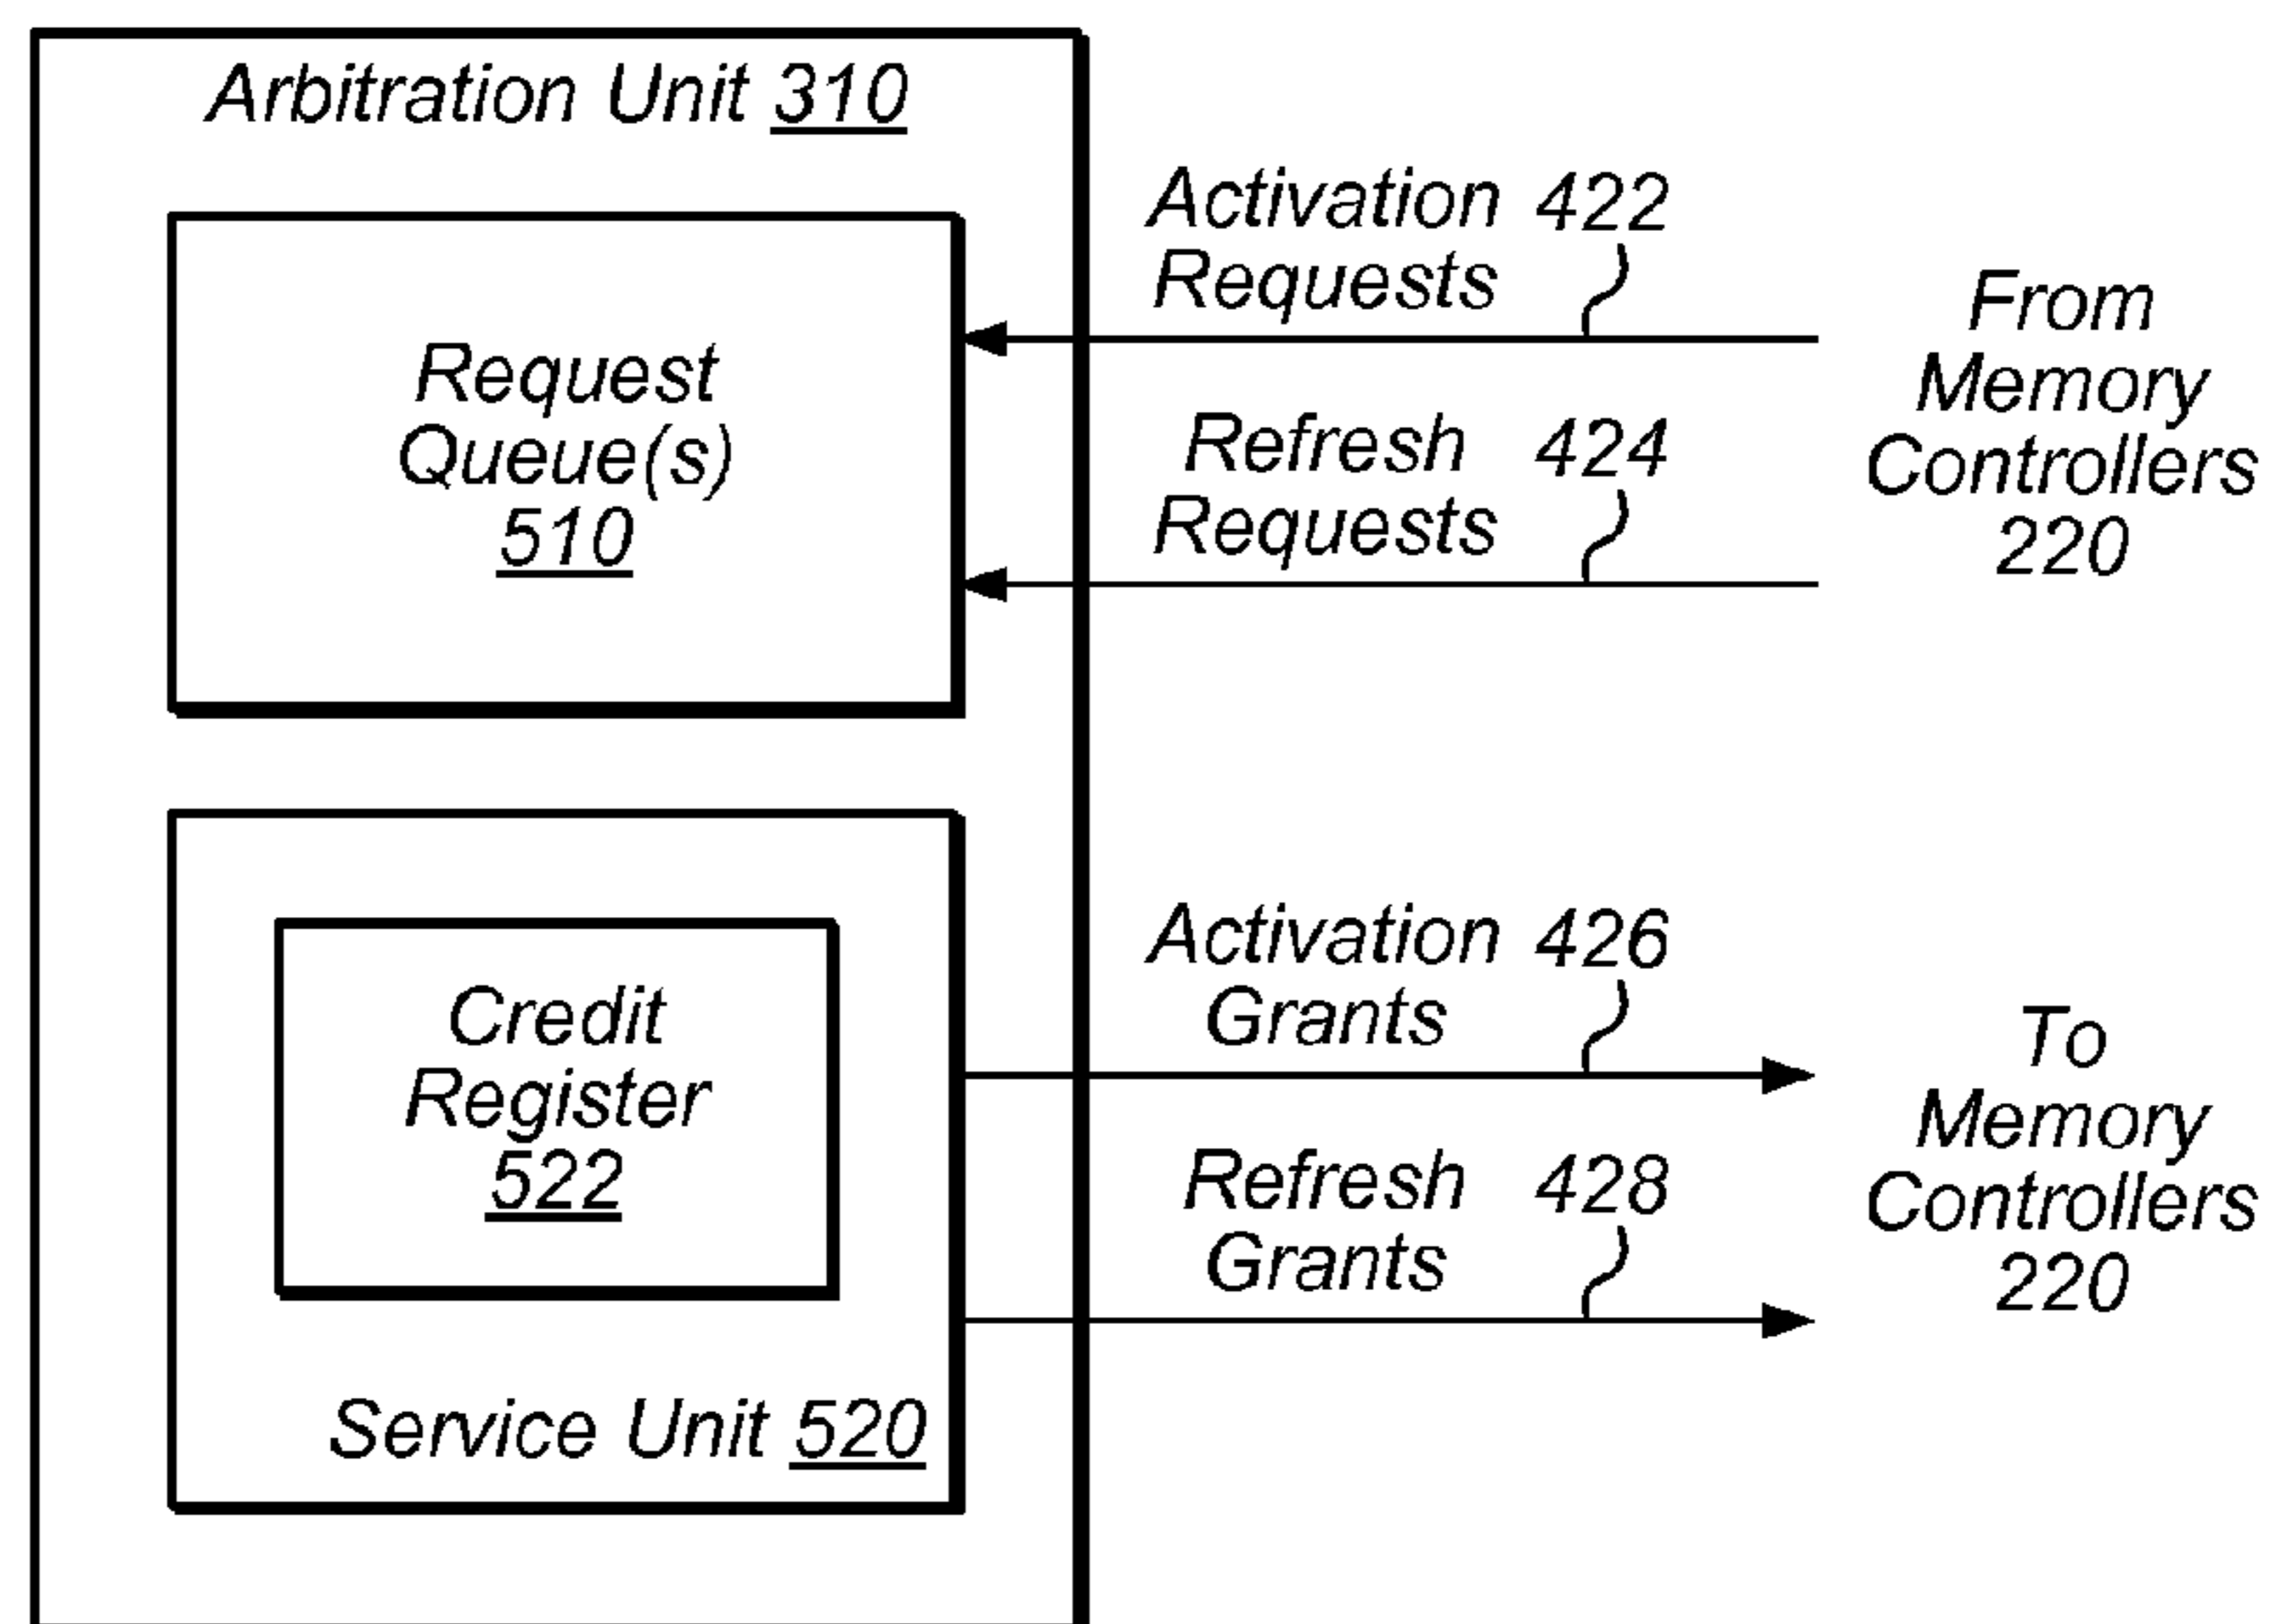 Arbitration Unit 310
Activation 422
Requests
Request
Queue(s)
510
Refresh 424
Requests
From
Memory
Controllers
220
Credit
Register
522
Service Unit 520
Activation 426
Grants
Refresh 428
Grants
To
Memory
Controllers
220